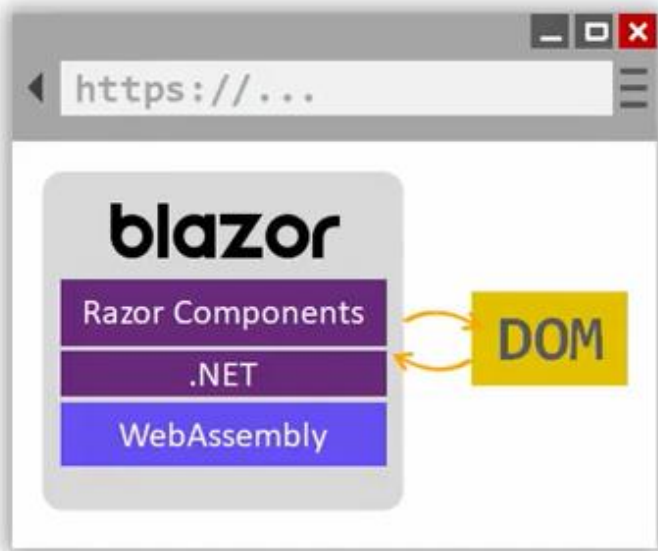 https://...
blazor
Razor Components
.NET
WebAssembly
DOM